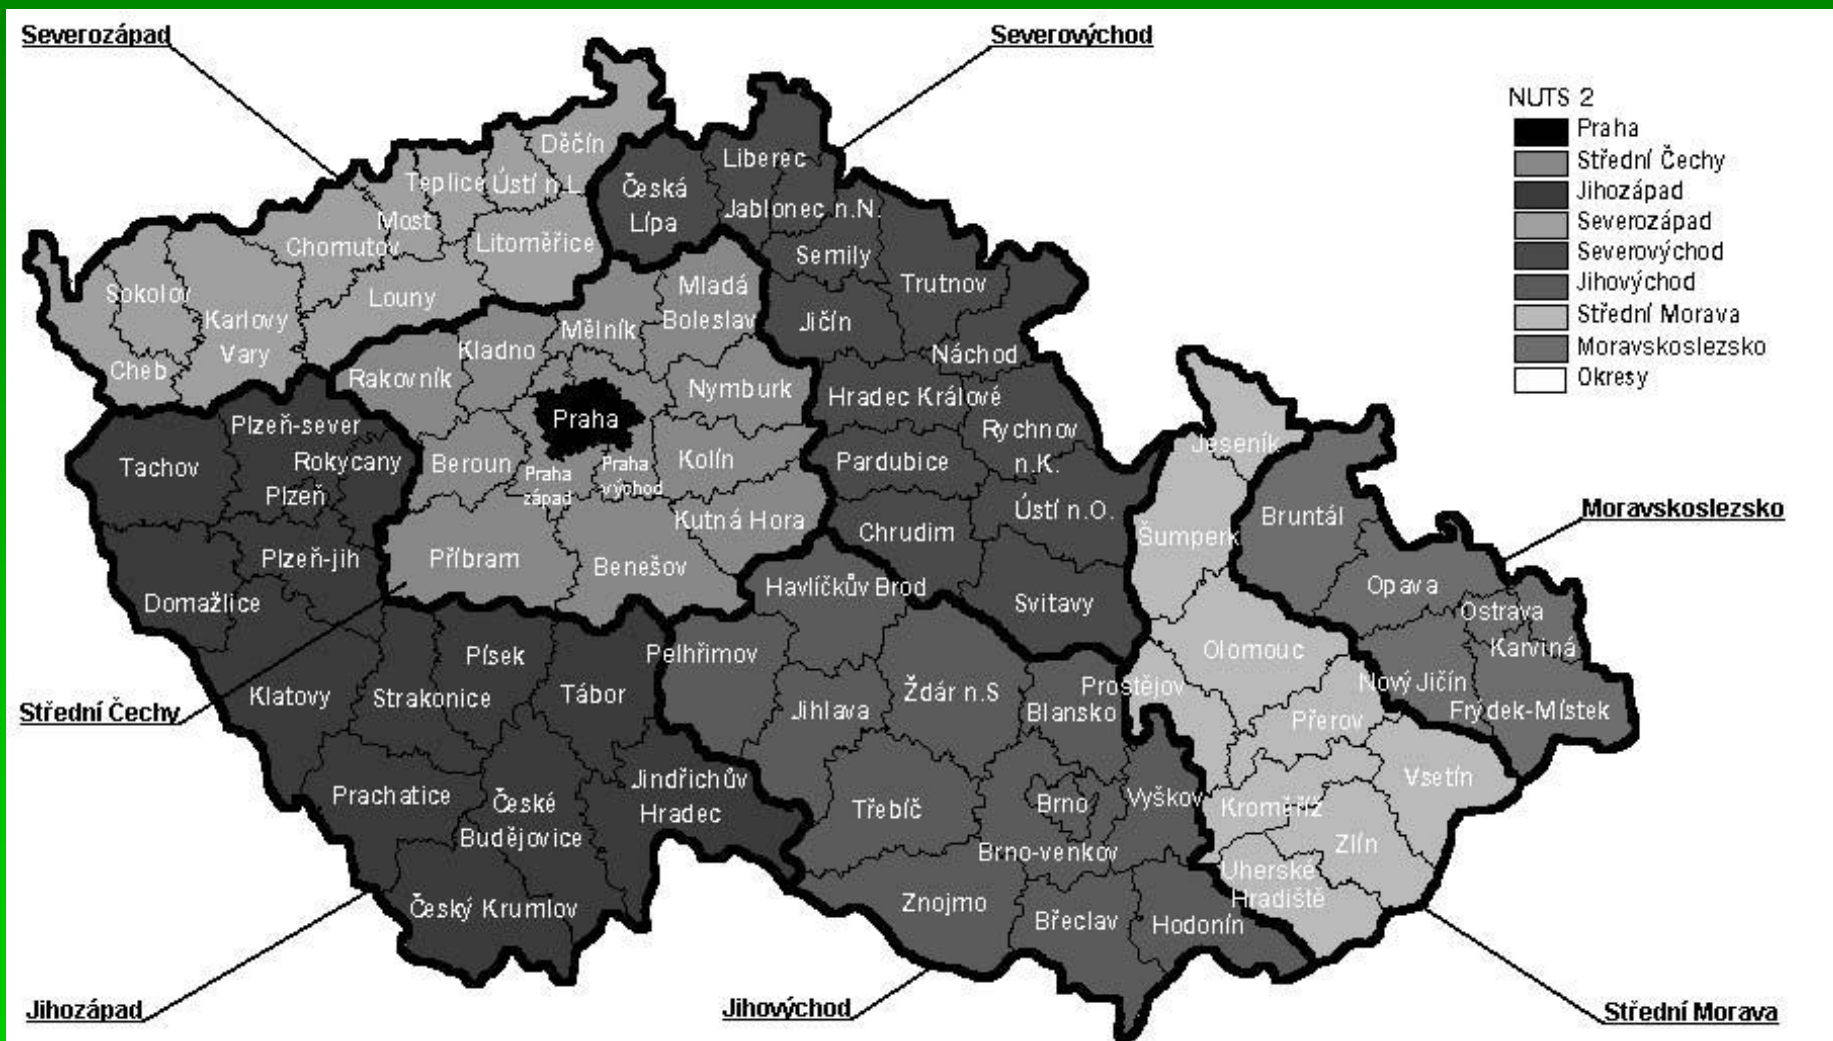 Severozápad
Severovýchod
NUTS 2
Praha
Střední Čechy
Jihozápad
Severozápad
Severovýchod
Jihovýchod
Střední Morava
Moravskoslezsko
Okresy
Děčín
Liberec
Teplice
Ústí n.L.
Česká
Lípa
Jablonec n.N.
Most
Chomutov
Litoměřice
Semily
Trutnov
Sokolov
Louny
Mladá
Boleslav
Karlovy
Vary
Mělník
Jičín
Kladno
Náchod
Cheb
Rakovník
Nymburk
Hradec Králové
Praha
Plzeň-sever
Rychnov
n.K.
Jeseník
Tachov
Rokycany
Beroun
Kolín
Pardubice
Praha
západ
Praha
východ
Plzeň
Moravskoslezsko
Kutná Hora
Ústí n.O.
Bruntál
Chrudim
Šumperk
Plzeň-jih
Příbram
Benešov
Havlíčkův Brod
Opava
Domažlice
Svitavy
Ostrava
Karviná
Písek
Pelhřimov
Olomouc
Klatovy
Strakonice
Tábor
Ždár n.S
Prostějov
Nový Jičín
Střední Čechy
Jihlava
Blansko
Přerov
Frýdek-Místek
Jindřichův
Hradec
Vsetín
Prachatice
České
Budějovice
Třebíč
Brno
Vyškov
Kroměříž
Zlín
Brno-venkov
Uherské
Hradiště
Český Krumlov
Znojmo
Břeclav
Hodonín
Jihozápad
Jihovýchod
Střední Morava